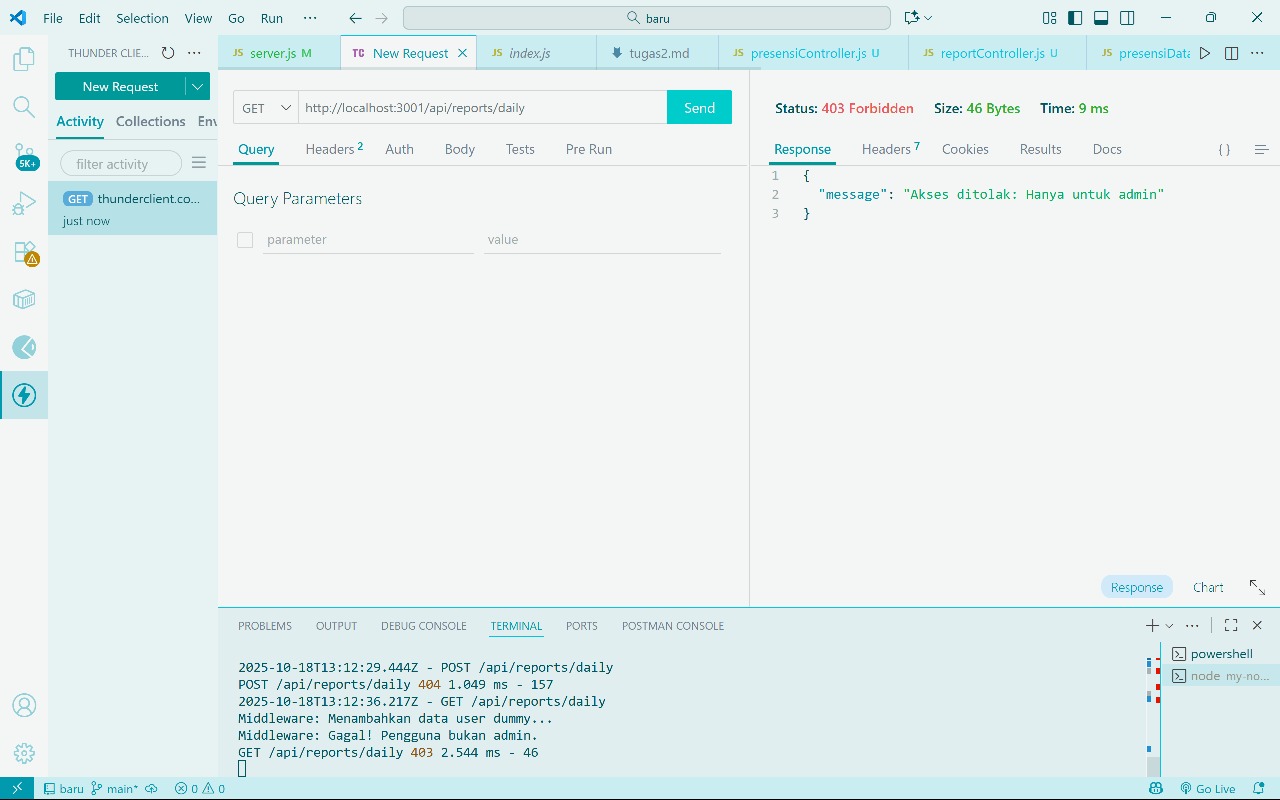 File Edit Selection View Go Run ··· baru
THUNDER CLIE... ···
JS server.js M
TC New Request
JS index.js
tugas2.md
JS presensiController.js U
JS reportController.js U
JS presensiData
···
New Request
Activity Collections Env
filter activity
GET thunderclient.co...
just now
5K+
GET http://localhost:3001/api/reports/daily Send
Query Headers 2 Auth Body Tests Pre Run
Query Parameters
parameter value
Status: 403 Forbidden Size: 46 Bytes Time: 9 ms
Response Headers 7 Cookies Results Docs { }
1 {
2 "message": "Akses ditolak: Hanya untuk admin"
3 }
Response Chart
PROBLEMS OUTPUT DEBUG CONSOLE TERMINAL PORTS POSTMAN CONSOLE ···
2025-10-18T13:12:29.444Z - POST /api/reports/daily
POST /api/reports/daily 404 1.049 ms - 157
2025-10-18T13:12:36.217Z - GET /api/reports/daily
Middleware: Menambahkan data user dummy...
Middleware: Gagal! Pengguna bukan admin.
GET /api/reports/daily 403 2.544 ms - 46
powershell
node my-no...
baru main* 0 0 Go Live